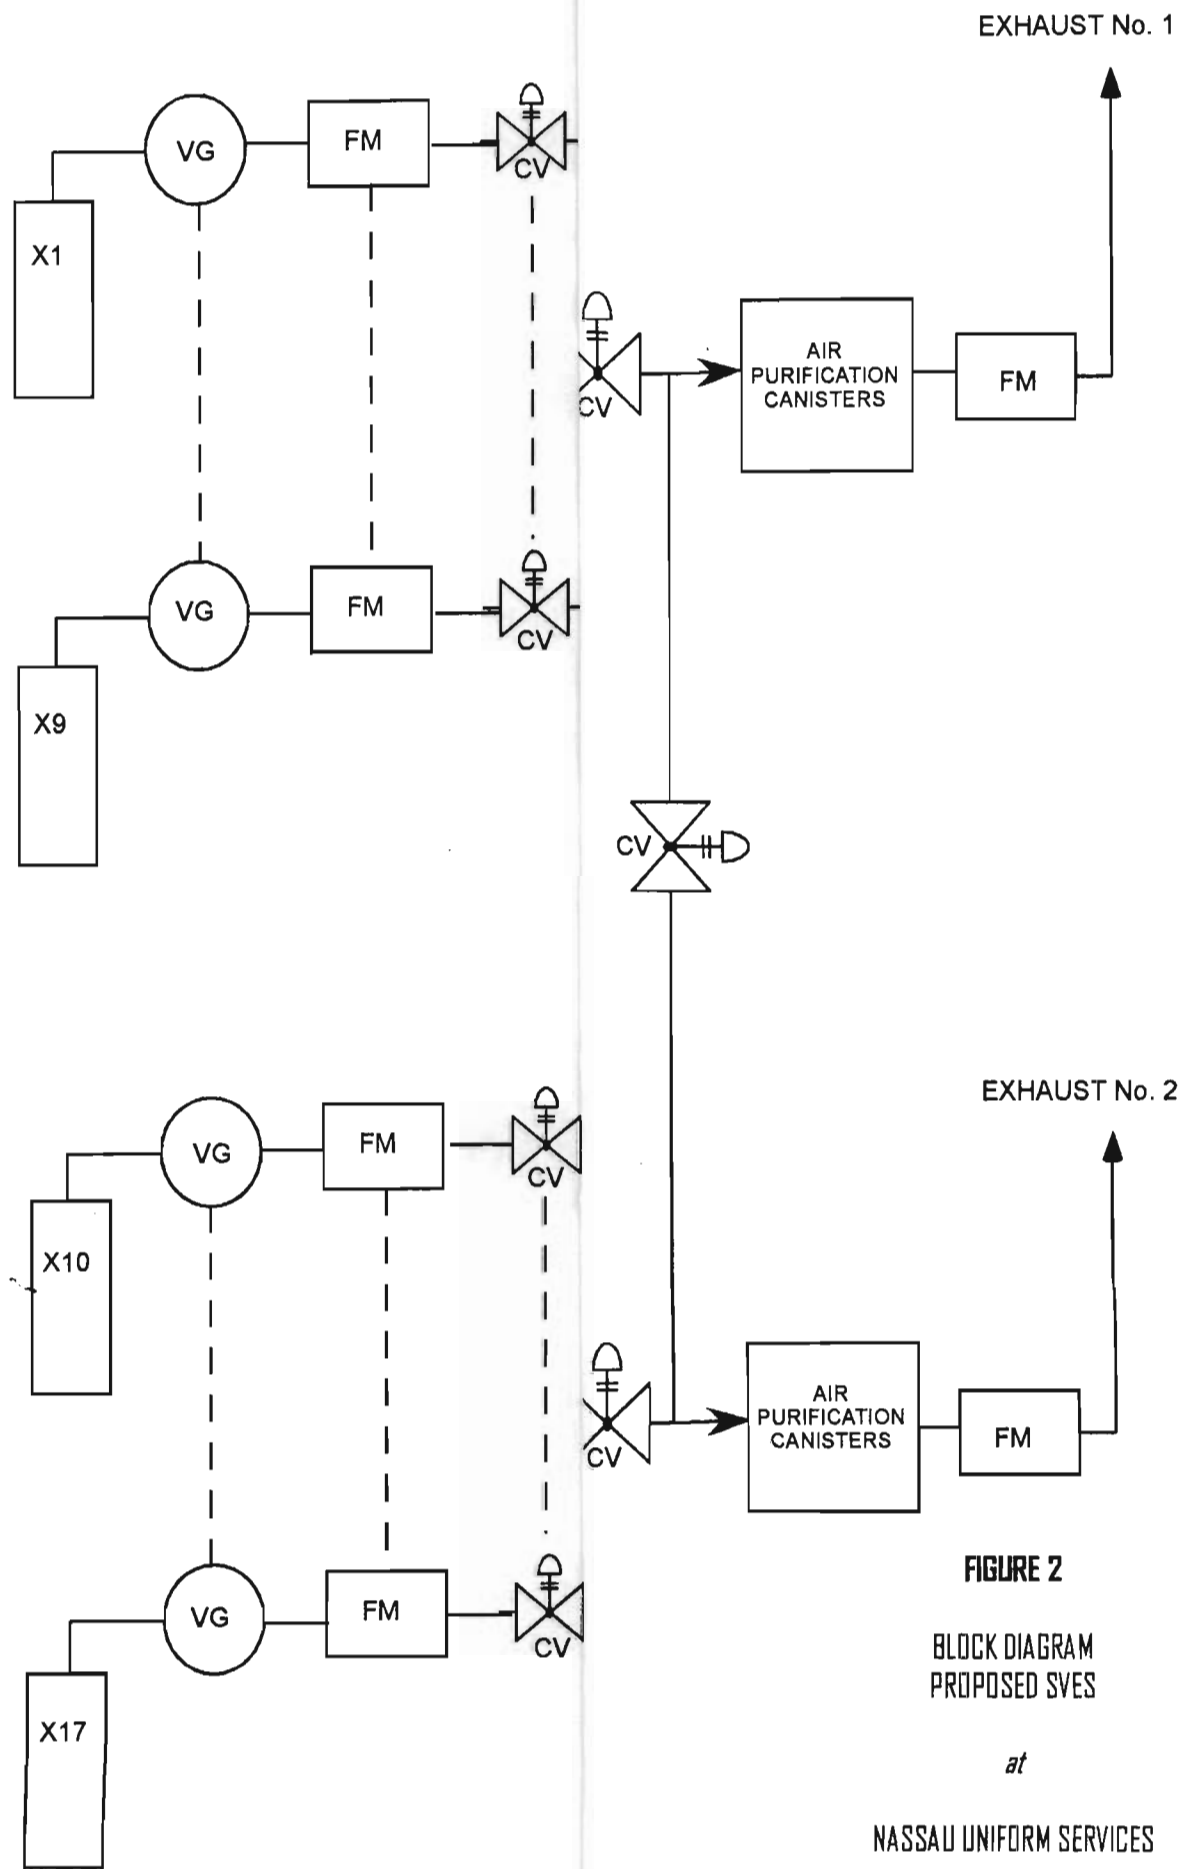 EXHAUST No. 1
VG
FM
CV
X1
CV
AIR
PURIFICATION
CANISTERS
FM
VG
FM
CV
X9
CV
EXHAUST No. 2
VG
FM
CV
X10
CV
AIR
PURIFICATION
CANISTERS
FM
VG
FM
CV
X17
FIGURE 2
BLOCK DIAGRAM
PROPOSED SVES
at
NASSAU UNIFORM SERVICES